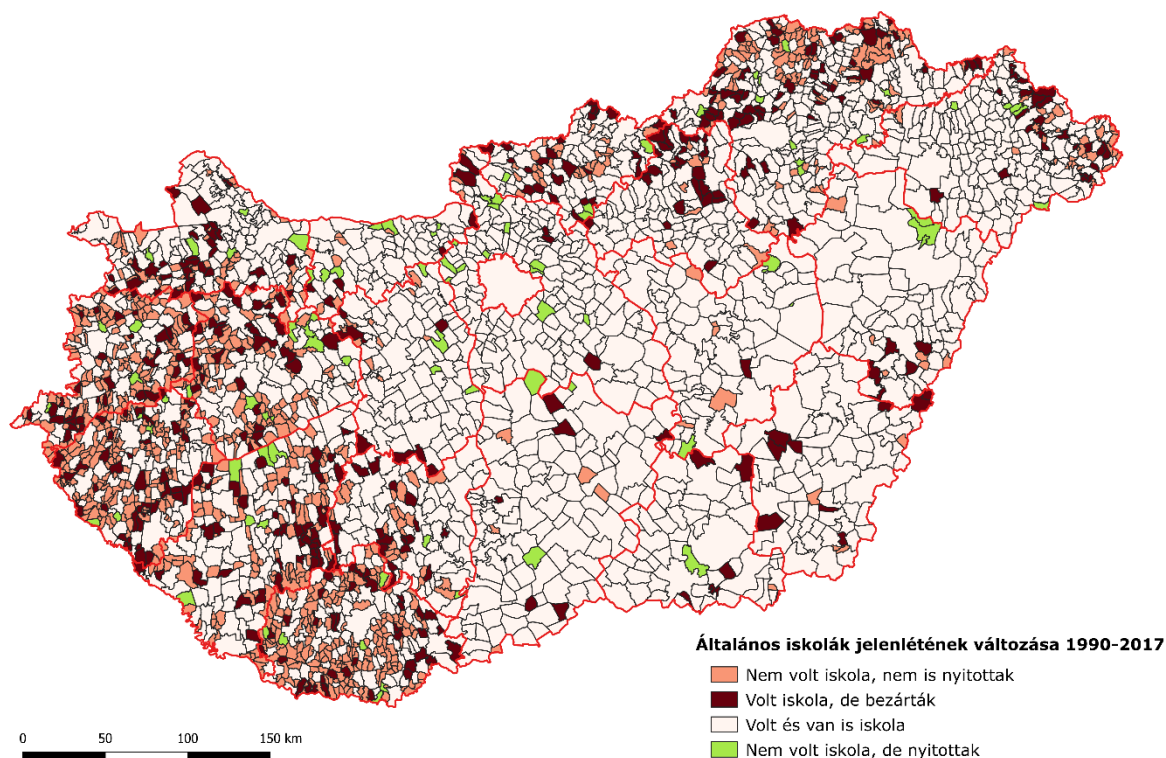 Általános iskolák jelenlétének változása 1990-2017
Nem volt iskola, nem is nyitottak
Volt iskola, de bezárták
Volt és van is iskola
Nem volt iskola, de nyitottak
0 50 100 150 km